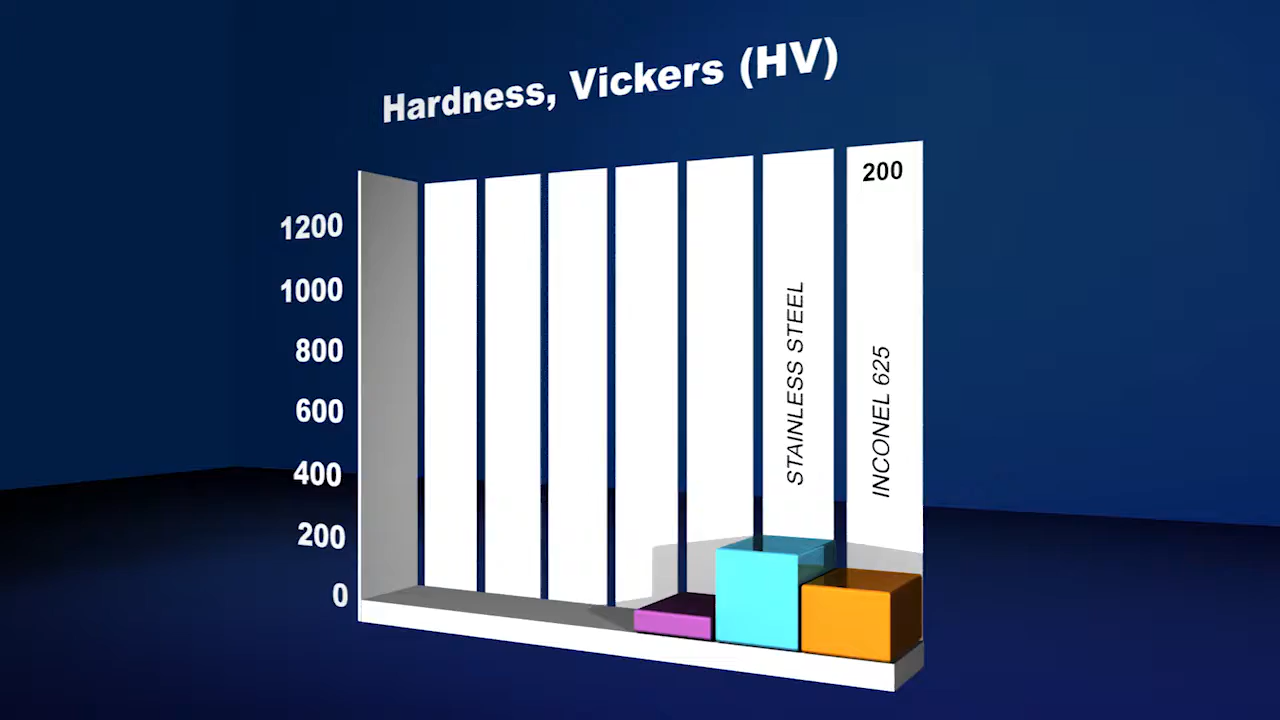 Hardness, Vickers (HV)
1200
1000
800
600
400
200
0
STAINLESS STEEL
200
INCONEL 625